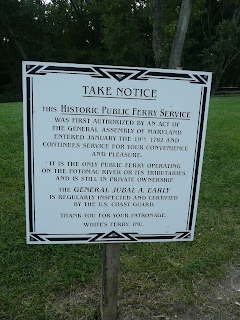 TAKE NOTICE
THIS HISTORIC PUBLIC FERRY SERVICE
WAS FIRST AUTHORIZED BY AN ACT OF
THE GENERAL ASSEMBLY OF MARYLAND
ENTERED JANUARY THE 19TH 1782 AND
CONTINUES SERVICE FOR YOUR CONVENIENCE
AND PLEASURE.
IT IS THE ONLY PUBLIC FERRY OPERATING
ON THE POTOMAC RIVER OR ITS TRIBUTARIES
AND IS STILL IN PRIVATE OWNERSHIP.
THE GENERAL JUBAL A. EARLY
IS REGULARLY INSPECTED AND CERTIFIED
BY THE U.S. COAST GUARD.
THANK YOU FOR YOUR PATRONAGE.
WHITE'S FERRY, INC.